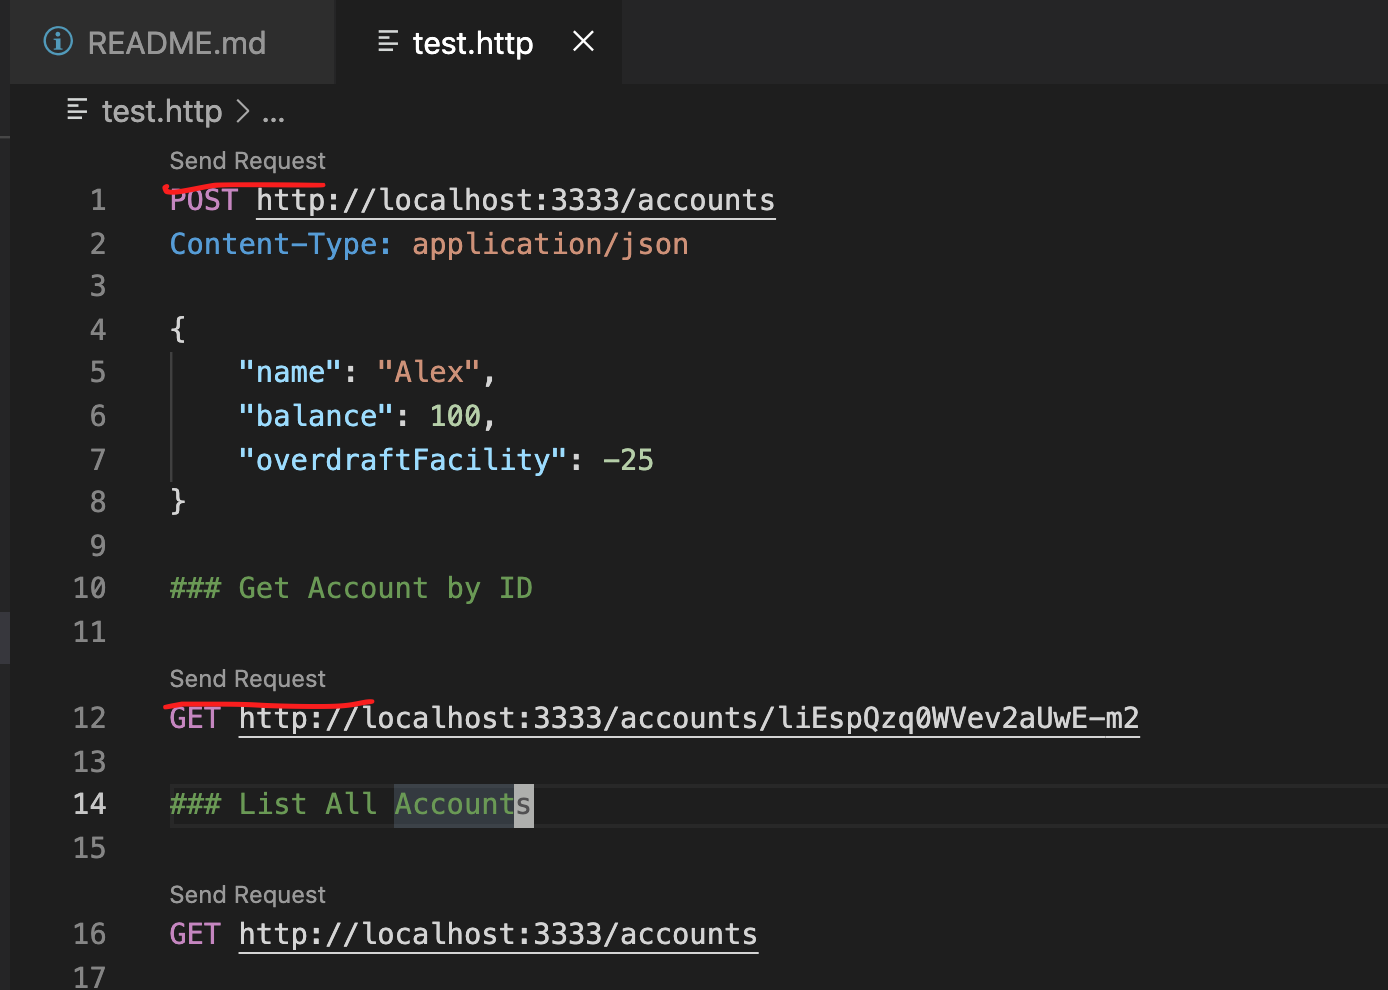 README.md test.http
test.http > ...
Send Request
1 POST http://localhost:3333/accounts
2 Content-Type: application/json
3
4 {
5 "name": "Alex",
6 "balance": 100,
7 "overdraftFacility": -25
8 }
9
10 ### Get Account by ID
11
Send Request
12 GET http://localhost:3333/accounts/liEspQzq0WVev2aUwE-m2
13
14 ### List All Accounts
15
Send Request
16 GET http://localhost:3333/accounts
17